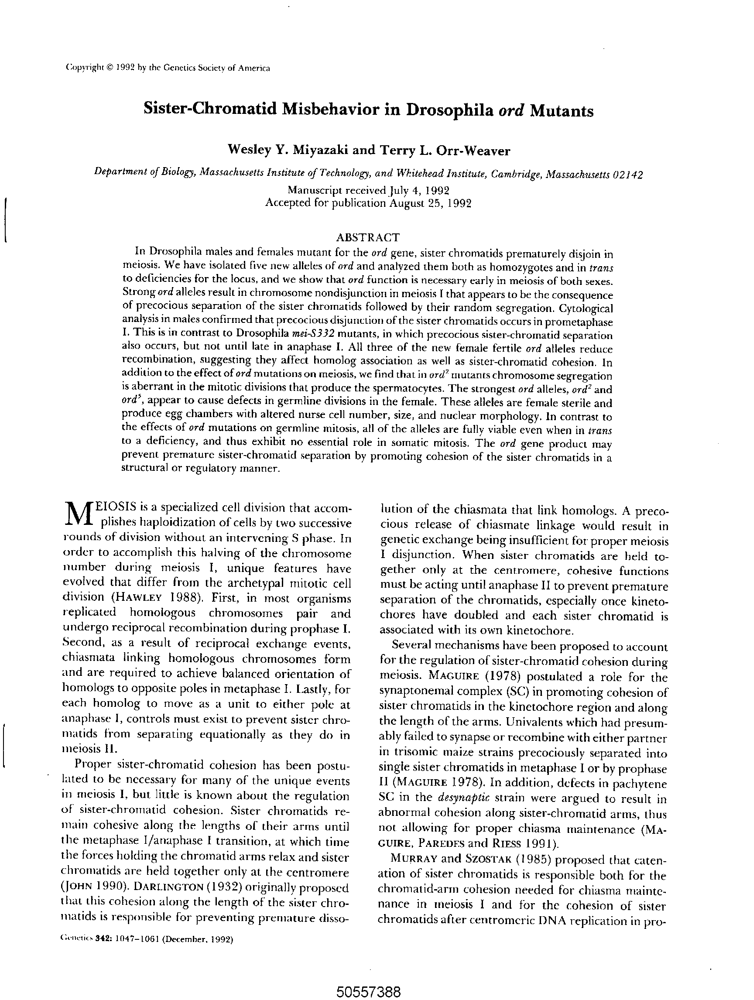 Copyright © 1992 by the Genetics Society of America
Sister-Chromatid Misbehavior in Drosophila ord Mutants
Wesley Y. Miyazaki and Terry L. Orr-Weaver
Department of Biology, Massachusetts Institute of Technology, and Whitehead Institute, Cambridge, Massachusetts 02142
Manuscript received July 4, 1992
Accepted for publication August 25, 1992
ABSTRACT
In Drosophila males and females mutant for the ord gene, sister chromatids prematurely disjoin in
meiosis. We have isolated five new alleles of ord and analyzed them both as homozygotes and in trans
to deficiencies for the locus, and we show that ord function is necessary early in meiosis of both sexes.
Strong ord alleles result in chromosome nondisjunction in meiosis I that appears to be the consequence
of precocious separation of the sister chromatids followed by their random segregation. Cytological
analysis in males confirmed that precocious disjunction of the sister chromatids occurs in prometaphase
I. This is in contrast to Drosophila mei-S332 mutants, in which precocious sister-chromatid separation
also occurs, but not until late in anaphase I. All three of the new female fertile ord alleles reduce
recombination, suggesting they affect homolog association as well as sister-chromatid cohesion. In
addition to the effect of ord mutations on meiosis, we find that in ord² mutants chromosome segregation
is aberrant in the mitotic divisions that produce the spermatocytes. The strongest ord alleles, ord² and
ord⁵, appear to cause defects in germline divisions in the female. These alleles are female sterile and
produce egg chambers with altered nurse cell number, size, and nuclear morphology. In contrast to
the effects of ord mutations on germline mitosis, all of the alleles are fully viable even when in trans
to a deficiency, and thus exhibit no essential role in somatic mitosis. The ord gene product may
prevent premature sister-chromatid separation by promoting cohesion of the sister chromatids in a
structural or regulatory manner.
MEIOSIS is a specialized cell division that accom-
plishes haploidization of cells by two successive
rounds of division without an intervening S phase. In
order to accomplish this halving of the chromosome
number during meiosis I, unique features have
evolved that differ from the archetypal mitotic cell
division (HAWLEY 1988). First, in most organisms
replicated homologous chromosomes pair and
undergo reciprocal recombination during prophase I.
Second, as a result of reciprocal exchange events,
chiasmata linking homologous chromosomes form
and are required to achieve balanced orientation of
homologs to opposite poles in metaphase I. Lastly, for
each homolog to move as a unit to either pole at
anaphase I, controls must exist to prevent sister chro-
matids from separating equationally as they do in
meiosis II.
Proper sister-chromatid cohesion has been postu-
lated to be necessary for many of the unique events
in meiosis I, but little is known about the regulation
of sister-chromatid cohesion. Sister chromatids re-
main cohesive along the lengths of their arms until
the metaphase I/anaphase I transition, at which time
the forces holding the chromatid arms relax and sister
chromatids are held together only at the centromere
(JOHN 1990). DARLINGTON (1932) originally proposed
that this cohesion along the length of the sister chro-
matids is responsible for preventing premature disso-
Genetics 342: 1047-1061 (December, 1992)
lution of the chiasmata that link homologs. A preco-
cious release of chiasmate linkage would result in
genetic exchange being insufficient for proper meiosis
I disjunction. When sister chromatids are held to-
gether only at the centromere, cohesive functions
must be acting until anaphase II to prevent premature
separation of the chromatids, especially once kineto-
chores have doubled and each sister chromatid is
associated with its own kinetochore.
Several mechanisms have been proposed to account
for the regulation of sister-chromatid cohesion during
meiosis. MAGUIRE (1978) postulated a role for the
synaptonemal complex (SC) in promoting cohesion of
sister chromatids in the kinetochore region and along
the length of the arms. Univalents which had presum-
ably failed to synapse or recombine with either partner
in trisomic maize strains precociously separated into
single sister chromatids in metaphase I or by prophase
II (MAGUIRE 1978). In addition, defects in pachytene
SC in the desynaptic strain were argued to result in
abnormal cohesion along sister-chromatid arms, thus
not allowing for proper chiasma maintenance (MA-
GUIRE, PAREDES and RIESS 1991).
MURRAY and SZOSTAK (1985) proposed that caten-
ation of sister chromatids is responsible both for the
chromatid-arm cohesion needed for chiasma mainte-
nance in meiosis I and for the cohesion of sister
chromatids after centromeric DNA replication in pro-
50557388